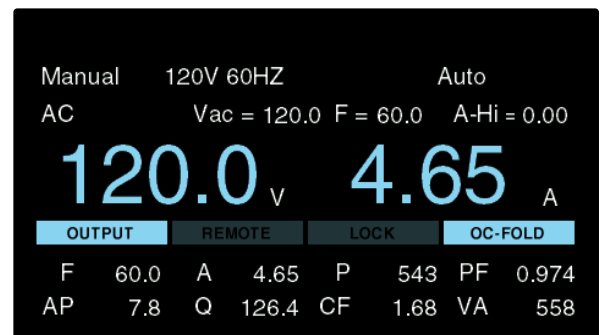 Manual 120V 60HZ Auto
AC Vac = 120.0 F = 60.0 A-Hi = 0.00
120.0 V 4.65 A
OUTPUT REMOTE LOCK OC-FOLD
F 60.0 A 4.65 P 543 PF 0.974
AP 7.8 Q 126.4 CF 1.68 VA 558